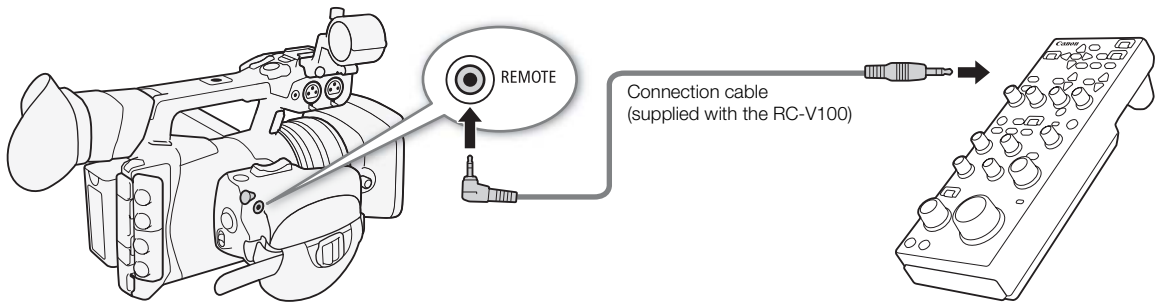 REMOTE
Connection cable
(supplied with the RC-V100)
Canon